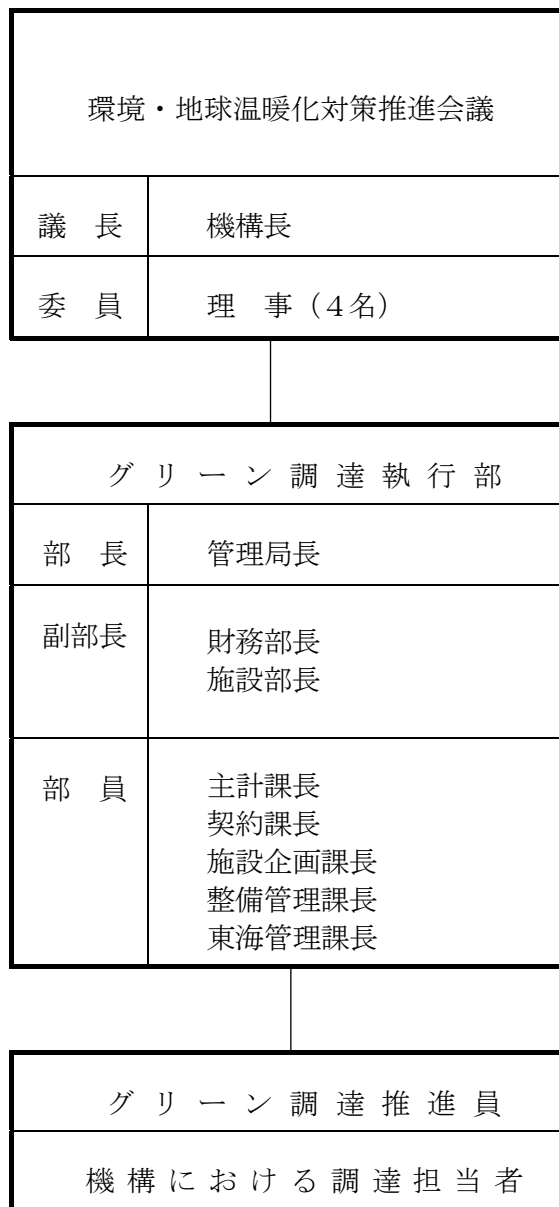 環境・地球温暖化対策推進会議
議　長　機構長
委　員　理　事（４名）
グリーン調達執行部
部　長　管理局長
副部長　財務部長
施設部長
部　員　主計課長
契約課長
施設企画課長
整備管理課長
東海管理課長
グリーン調達推進員
機構における調達担当者